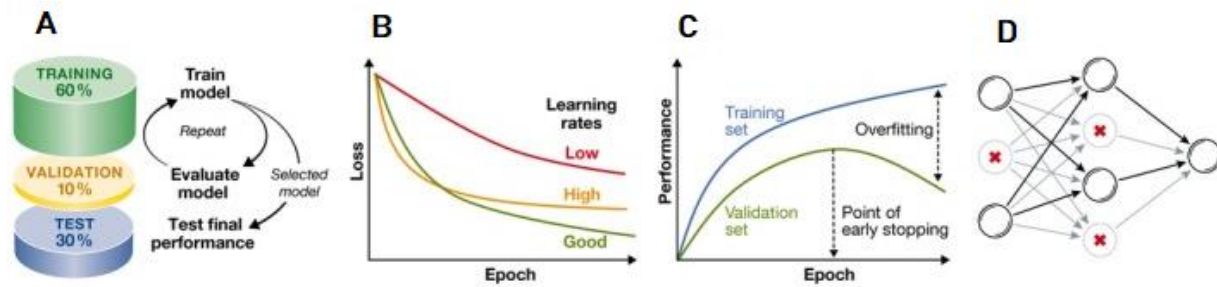 A
TRAINING
60%
VALIDATION
10%
TEST
30%
Train
model
Repeat
Evaluate
model
Selected
model
Test final
performance
B
Loss
Learning
rates
Low
High
Good
Epoch
C
Performance
Training
set
Overfitting
Validation
set
Point of
early stopping
Epoch
D